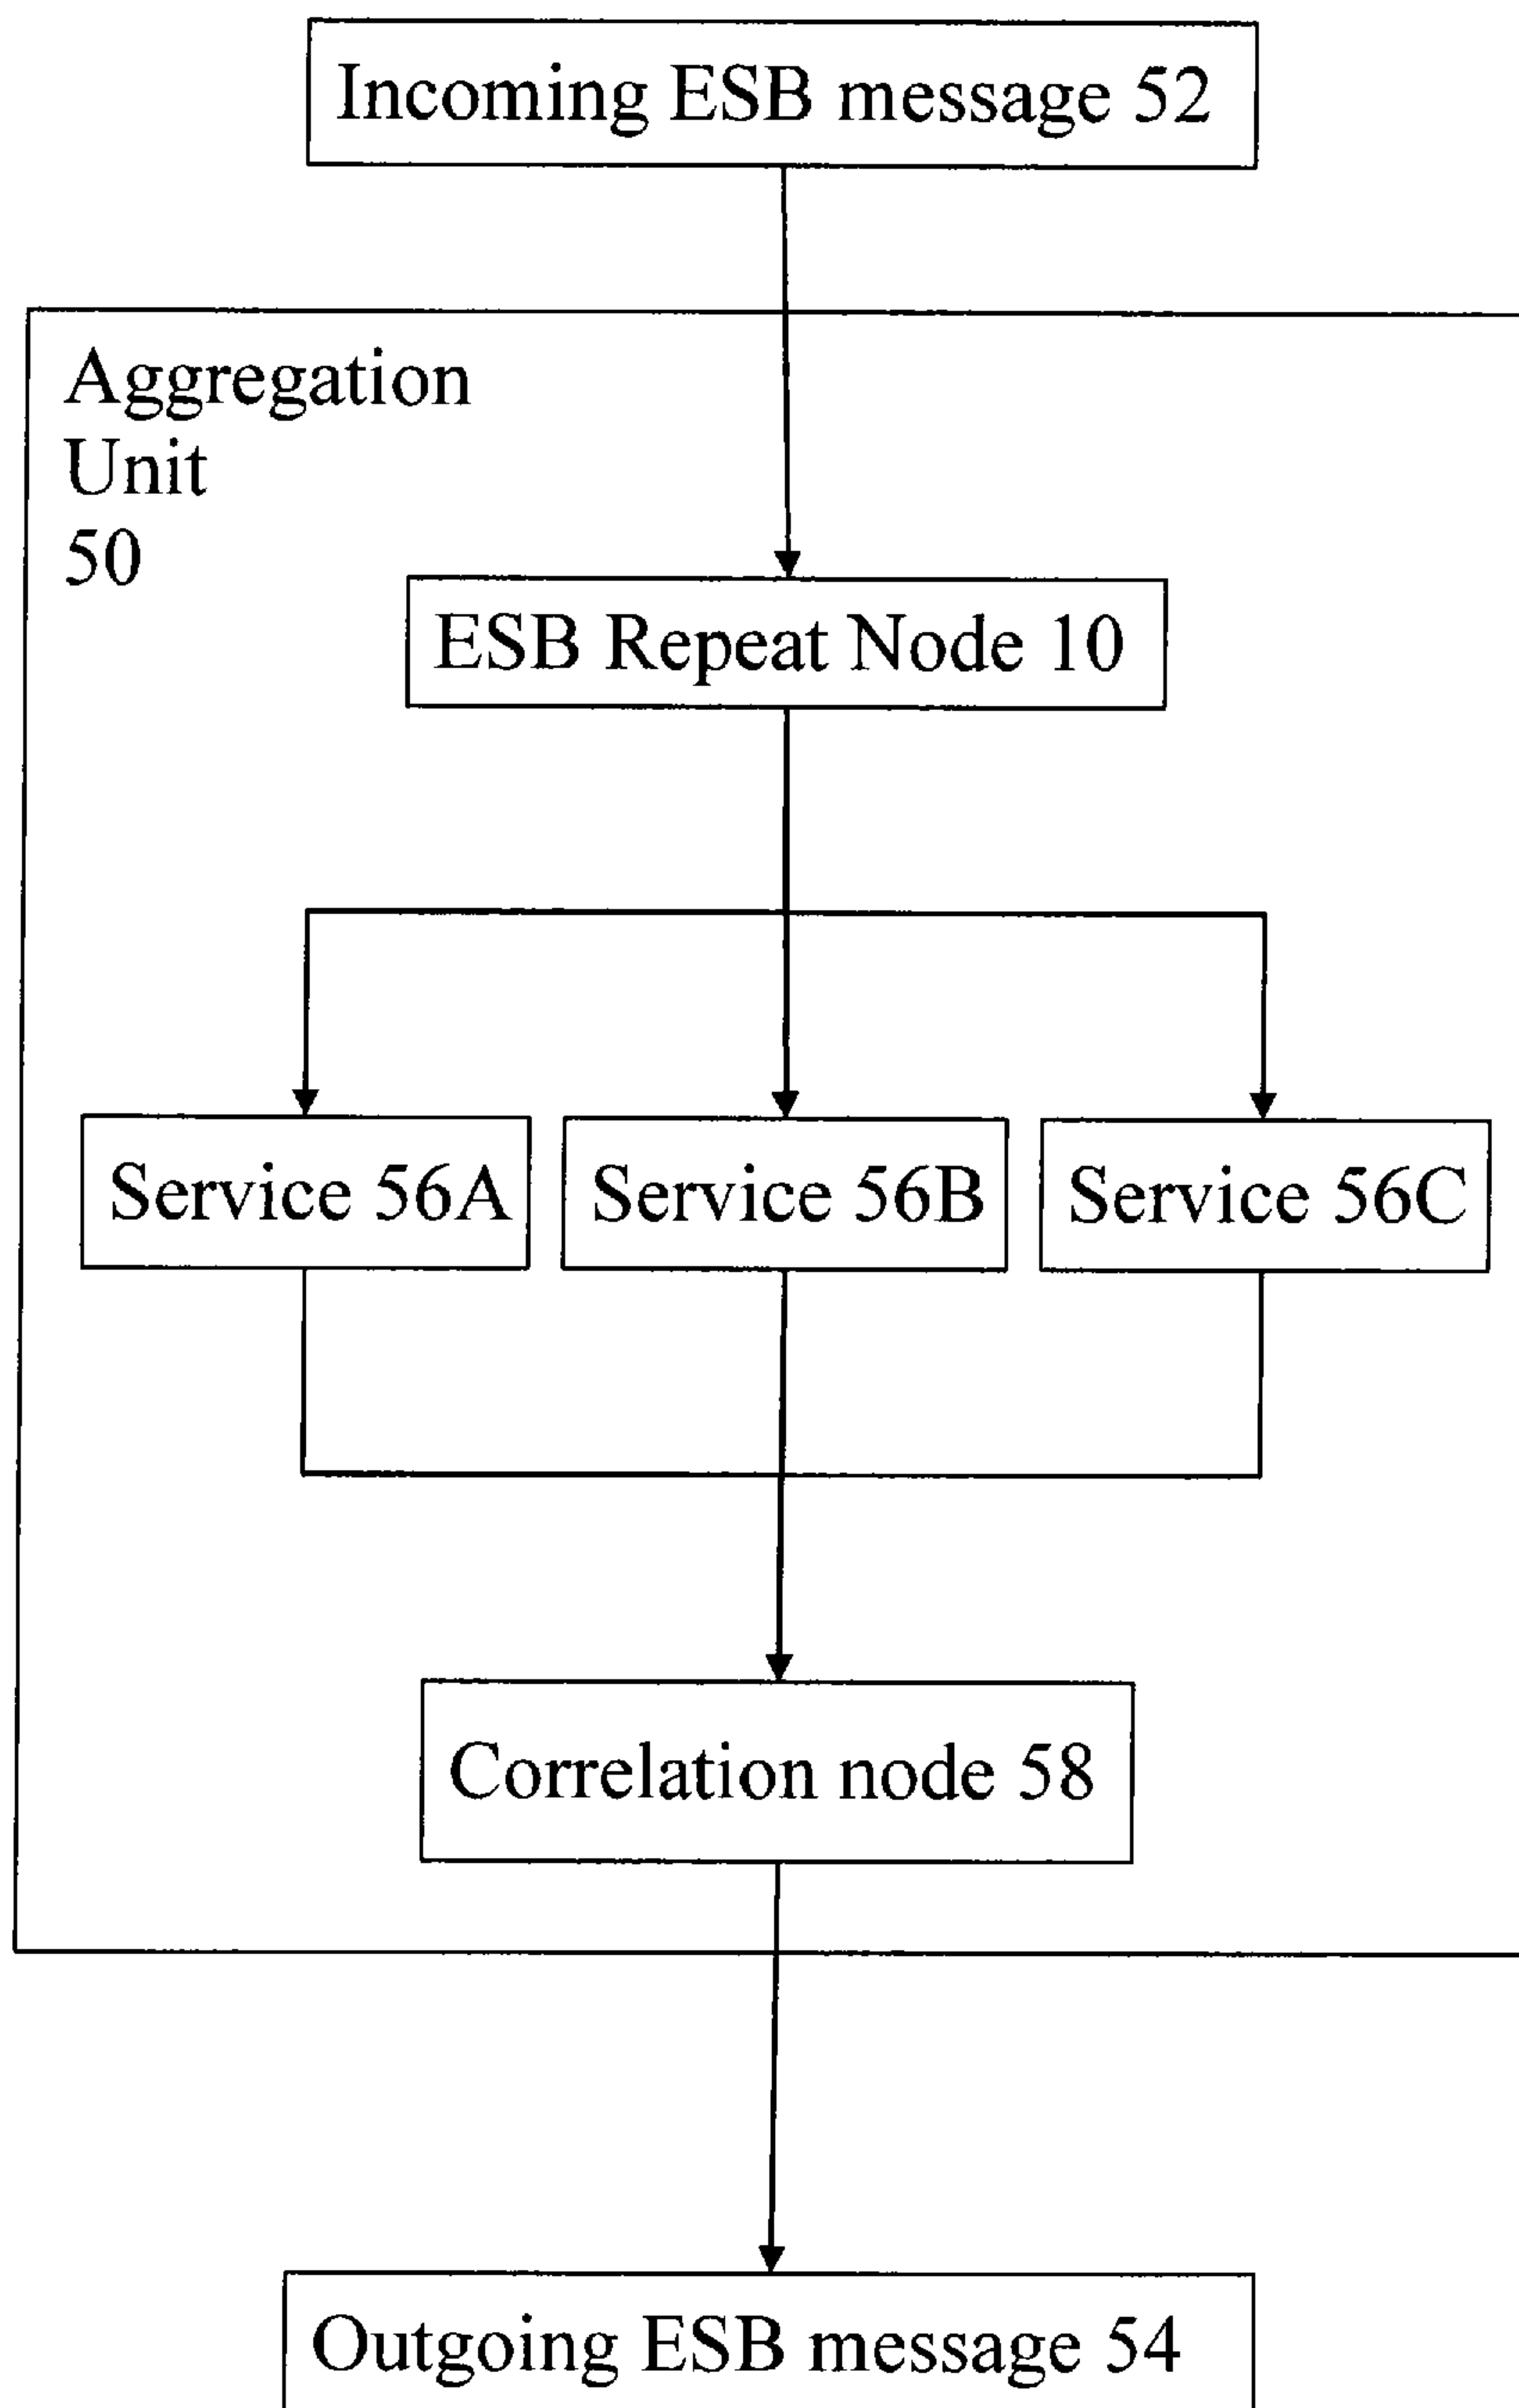 Incoming ESB message 52
Aggregation
Unit
50
ESB Repeat Node 10
Service 56A
Service 56B
Service 56C
Correlation node 58
Outgoing ESB message 54